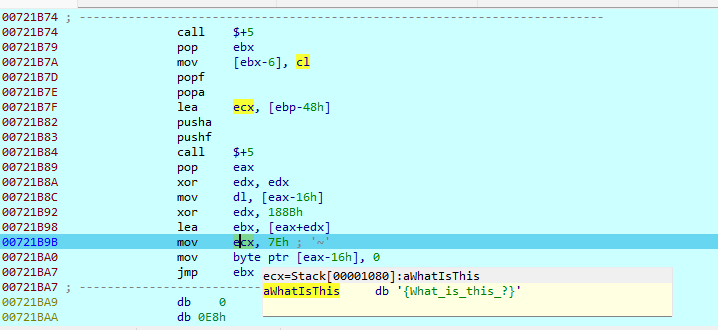 00721B74 ; ---------------------------------------------------------------------------
00721B74 call $+5
00721B79 pop ebx
00721B7A mov [ebx-6], cl
00721B7D popf
00721B7E popa
00721B7F lea ecx, [ebp-48h]
00721B82 pusha
00721B83 pushf
00721B84 call $+5
00721B89 pop eax
00721B8A xor edx, edx
00721B8C mov dl, [eax-16h]
00721B92 xor edx, 188Bh
00721B98 lea ebx, [eax+edx]
00721B9B mov ecx, 7Eh ; '~'
00721BA0 mov byte ptr [eax-16h], 0
00721BA7 jmp ebx
ecx=Stack[00001080]:aWhatIsThis
00721BA7 ; ---------------------------
aWhatIsThis db '{What_is_this_?}'
00721BA9 db 0
00721BAA db 0E8h